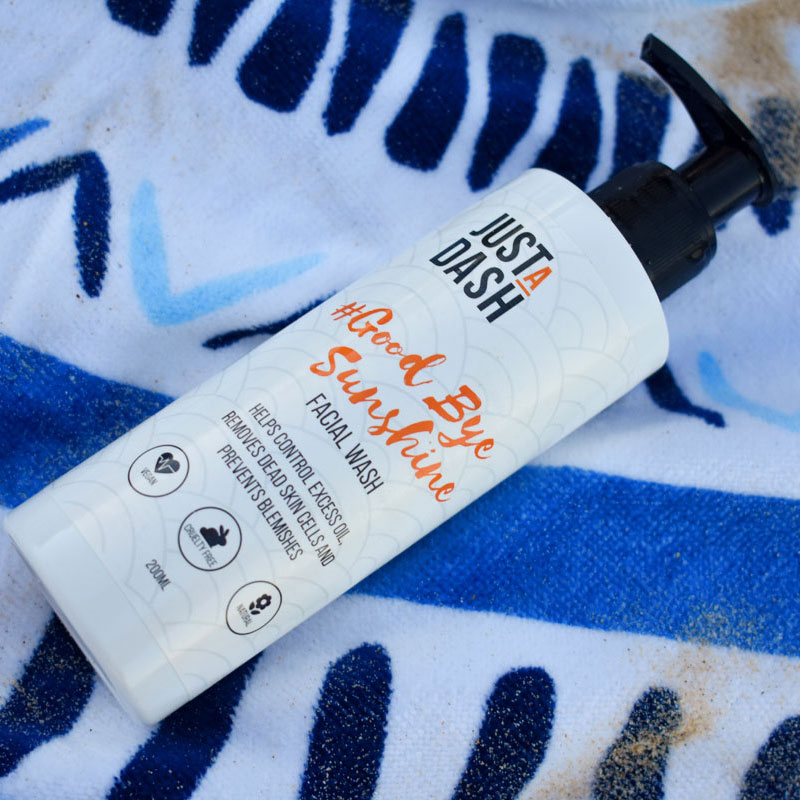 JUST A
DASH
#Good Bye
Sunshine
FACIAL WASH
HELPS CONTROL EXCESS OIL,
REMOVES DEAD SKIN CELLS AND
PREVENTS BLEMISHES
VEGAN
CRUELTY FREE
NATURAL
200ML